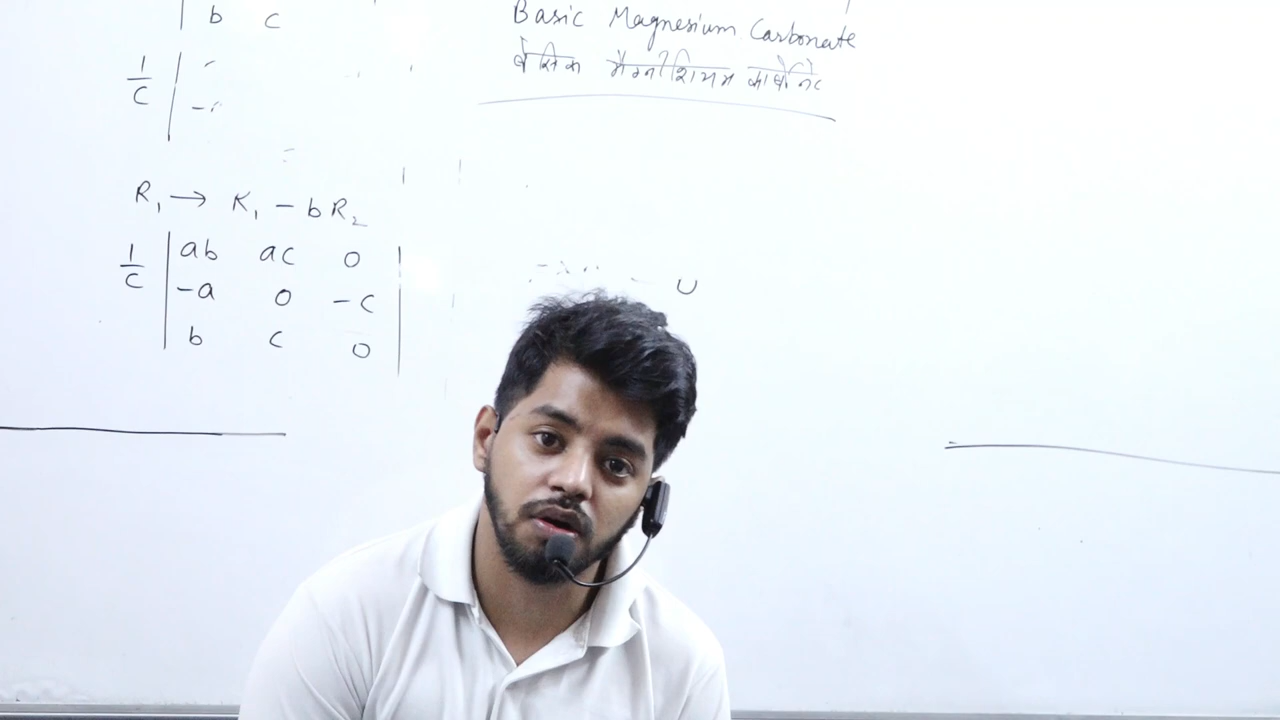 b c
1/c
R₁ → R₁ - bR₂
1/c | ab ac 0 |
| -a 0 -c |
| b c 0 |
Basic Magnesium Carbonate
बेसिक मैग्नीशियम कार्बोनेट